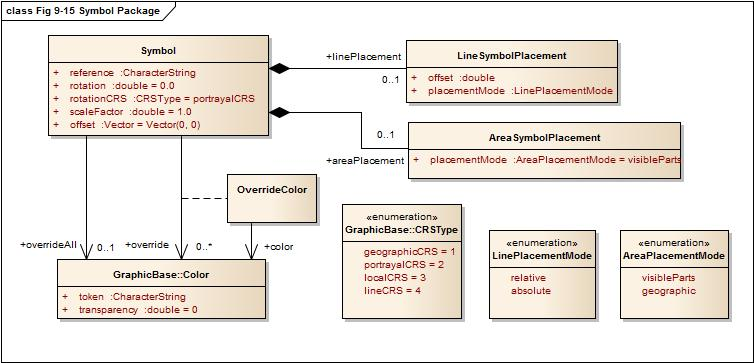 class Fig 9-15 Symbol Package
Symbol
+ reference :CharacterString
+ rotation :double = 0.0
+ rotationCRS :CRSType = portrayalCRS
+ scaleFactor :double = 1.0
+ offset :Vector = Vector(0, 0)
+linePlacement
0..1
LineSymbolPlacement
+ offset :double
+ placementMode :LinePlacementMode
0..1
+areaPlacement
AreaSymbolPlacement
+ placementMode :AreaPlacementMode = visibleParts
OverrideColor
+overrideAll
0..1
+override
0..*
+color
GraphicBase::Color
+ token :CharacterString
+ transparency :double = 0
«enumeration»
GraphicBase::CRSType
geographicCRS = 1
portrayalCRS = 2
localCRS = 3
lineCRS = 4
«enumeration»
LinePlacementMode
relative
absolute
«enumeration»
AreaPlacementMode
visibleParts
geographic